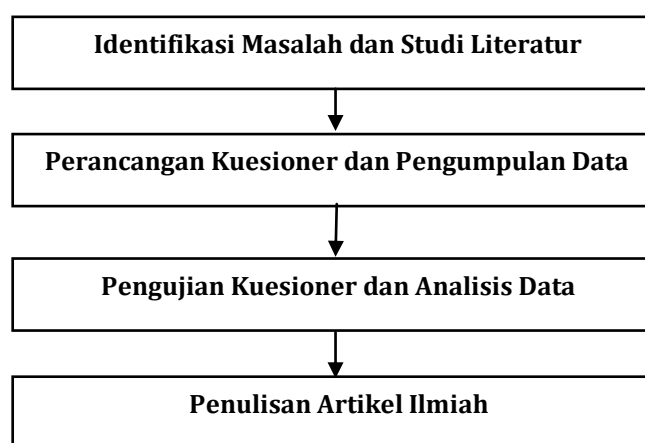 Identifikasi Masalah dan Studi Literatur
Perancangan Kuesioner dan Pengumpulan Data
Pengujian Kuesioner dan Analisis Data
Penulisan Artikel Ilmiah